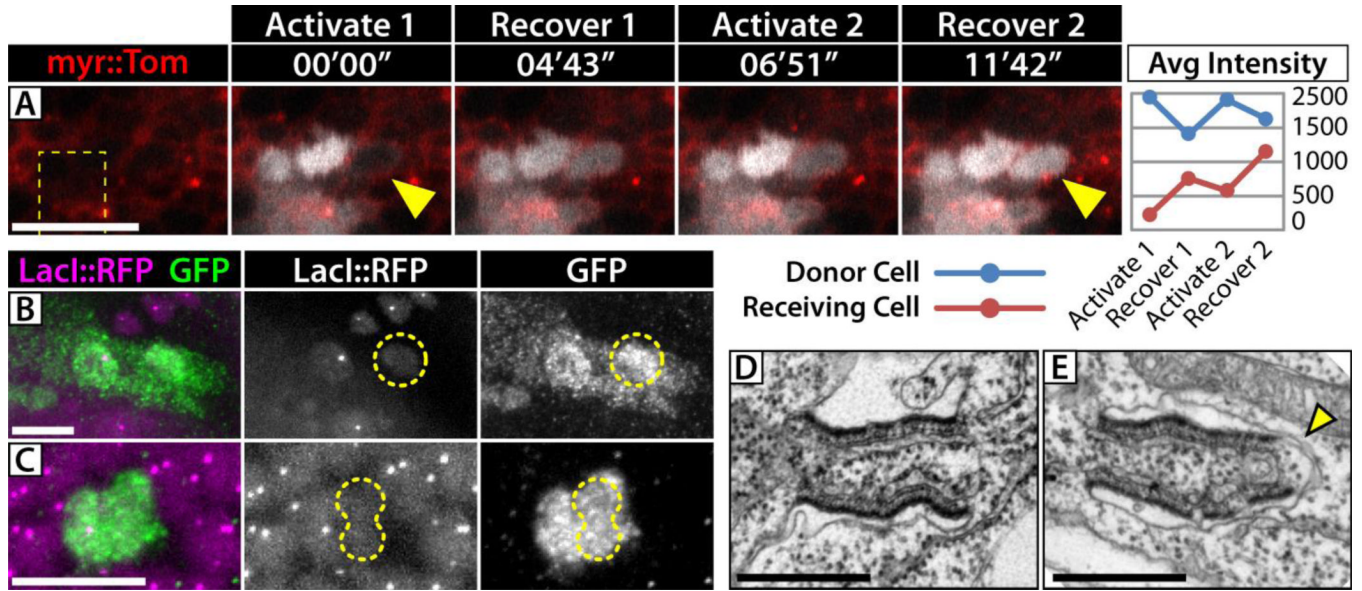 Activate 1 Recover 1 Activate 2 Recover 2
myr::Tom 00'00” 04'43” 06'51” 11'42” Avg Intensity
A
2500
1500
1000
500
0
Activate 1
Recover 1
Activate 2
Recover 2
LacI::RFP GFP LacI::RFP GFP
Donor Cell
Receiving Cell
B
C
D
E